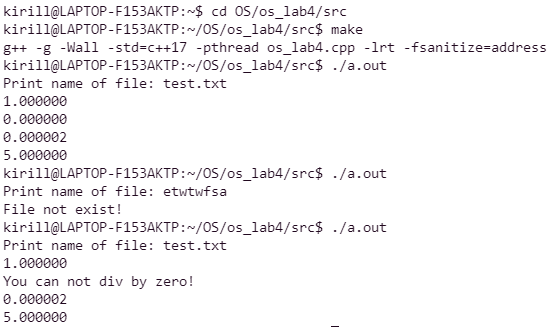 kirill@LAPTOP-F153AKTP:~$ cd OS/os_lab4/src
kirill@LAPTOP-F153AKTP:~/OS/os_lab4/src$ make
g++ -g -Wall -std=c++17 -pthread os_lab4.cpp -lrt -fsanitize=address
kirill@LAPTOP-F153AKTP:~/OS/os_lab4/src$ ./a.out
Print name of file: test.txt
1.000000
0.000000
0.000002
5.000000
kirill@LAPTOP-F153AKTP:~/OS/os_lab4/src$ ./a.out
Print name of file: etwtwfsa
File not exist!
kirill@LAPTOP-F153AKTP:~/OS/os_lab4/src$ ./a.out
Print name of file: test.txt
1.000000
You can not div by zero!
0.000002
5.000000